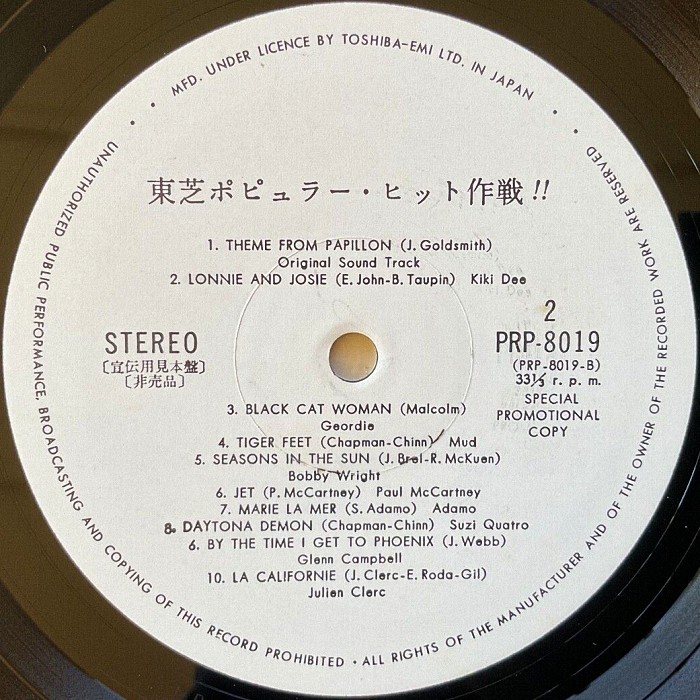 MFD. UNDER LICENCE BY TOSHIBA-EMI LTD. IN JAPAN
東芝ポピュラー・ヒット作戦!!
1. THEME FROM PAPILLON (J. Goldsmith)
Original Sound Track
2. LONNIE AND JOSIE (E. John-B. Taupin) Kiki Dee
STEREO
〔宣伝用見本盤〕
〔非売品〕
2
PRP-8019
(PRP-8019-B)
33⅓ r. p. m.
SPECIAL
PROMOTIONAL
COPY
3. BLACK CAT WOMAN (Malcolm)
Geordie
4. TIGER FEET (Chapman-Chinn) Mud
5. SEASONS IN THE SUN (J. Brel-R. McKuen)
Bobby Wright
6. JET (P. McCartney) Paul McCartney
7. MARIE LA MER (S. Adamo) Adamo
8. DAYTONA DEMON (Chapman-Chinn) Suzi Quatro
6. BY THE TIME I GET TO PHOENIX (J. Webb)
Glenn Campbell
10. LA CALIFORNIE (J. Clerc-E. Roda-Gil)
Julien Clerc
UNAUTHORIZED PUBLIC PERFORMANCE, BROADCASTING AND COPYING OF THIS RECORD PROHIBITED · ALL RIGHTS OF THE MANUFACTURER AND OF THE OWNER OF THE RECORDED WORK ARE RESERVED